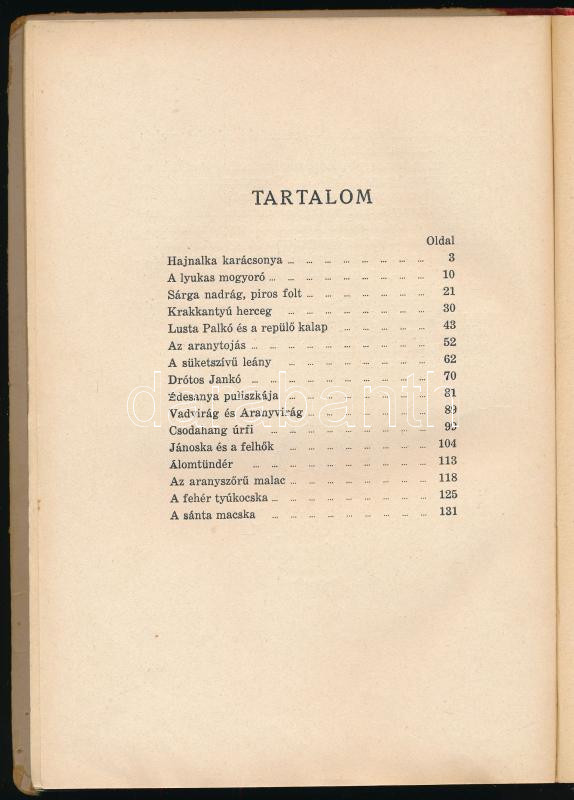 TARTALOM
Oldal
Hajnalka karácsonya ... ... ... ... ... ... ... ... 3
A lyukas mogyoró ... ... ... ... ... ... ... ... ... 10
Sárga nadrág, piros folt ... ... ... ... ... ... ... 21
Krakkantyú herceg ... ... ... ... ... ... ... ... 30
Lusta Palkó és a repülő kalap ... ... ... ... ... 43
Az aranytojás ... ... ... ... ... ... ... ... ... ... 52
A süketszívű leány ... ... ... ... ... ... ... ... 62
Drótos Jankó ... ... ... ... ... ... ... ... ... ... 70
Édesanya puliszkája ... ... ... ... ... ... ... ... 81
Vadvirág és Aranyvirág ... ... ... ... ... ... ... 89
Csodahang úrfi ... ... ... ... ... ... ... ... ...
Jánoska és a felhők ... ... ... ... ... ... ... ... 104
Álomtündér ... ... ... ... ... ... ... ... ... ... 113
Az aranyszőrű malac ... ... ... ... ... ... ... ... 118
A fehér tyúkocska ... ... ... ... ... ... ... ... ... 125
A sánta macska ... ... ... ... ... ... ... ... ... 131
darabanth